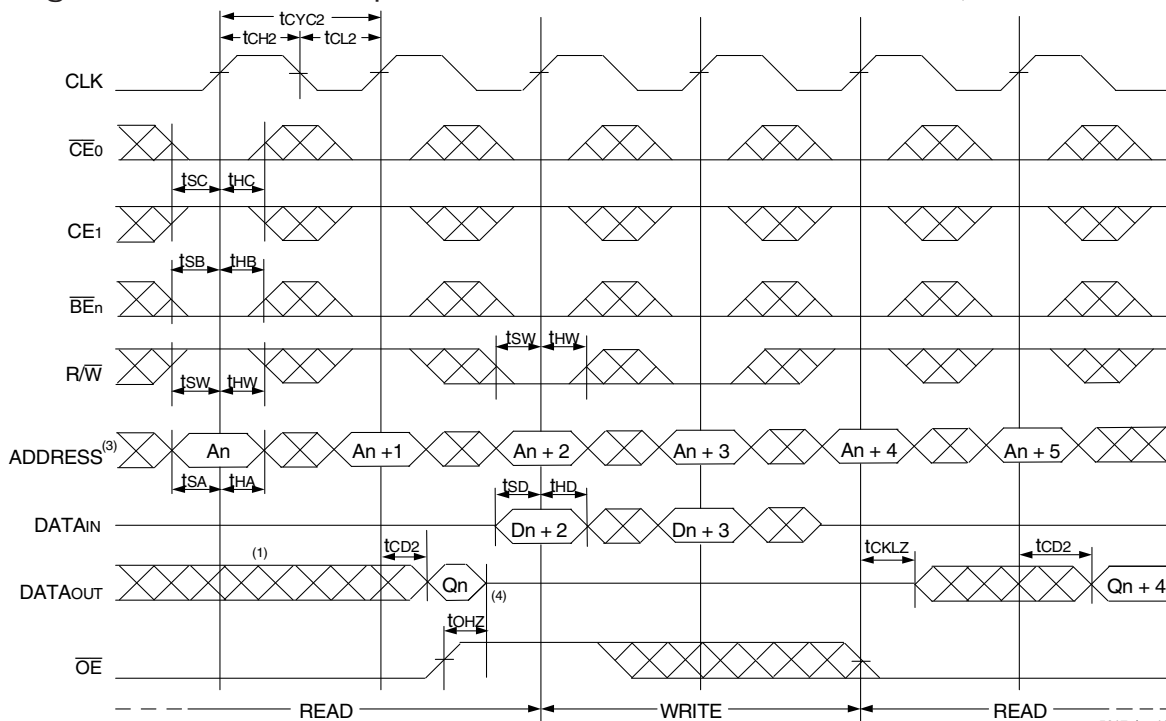 tCYC2
tCH2 tCL2
CLK
CE0
tSC tHC
CE1
tSB tHB
BEn
tSW tHW
R/W
tSW tHW
ADDRESS(3) An An +1 An + 2 An + 3 An + 4 An + 5
tSA tHA
tSD tHD
DATAIN Dn + 2 Dn + 3
(1) tCD2 tCKLZ tCD2
DATAOUT Qn (4) Qn + 4
tOHZ
OE
READ WRITE READ